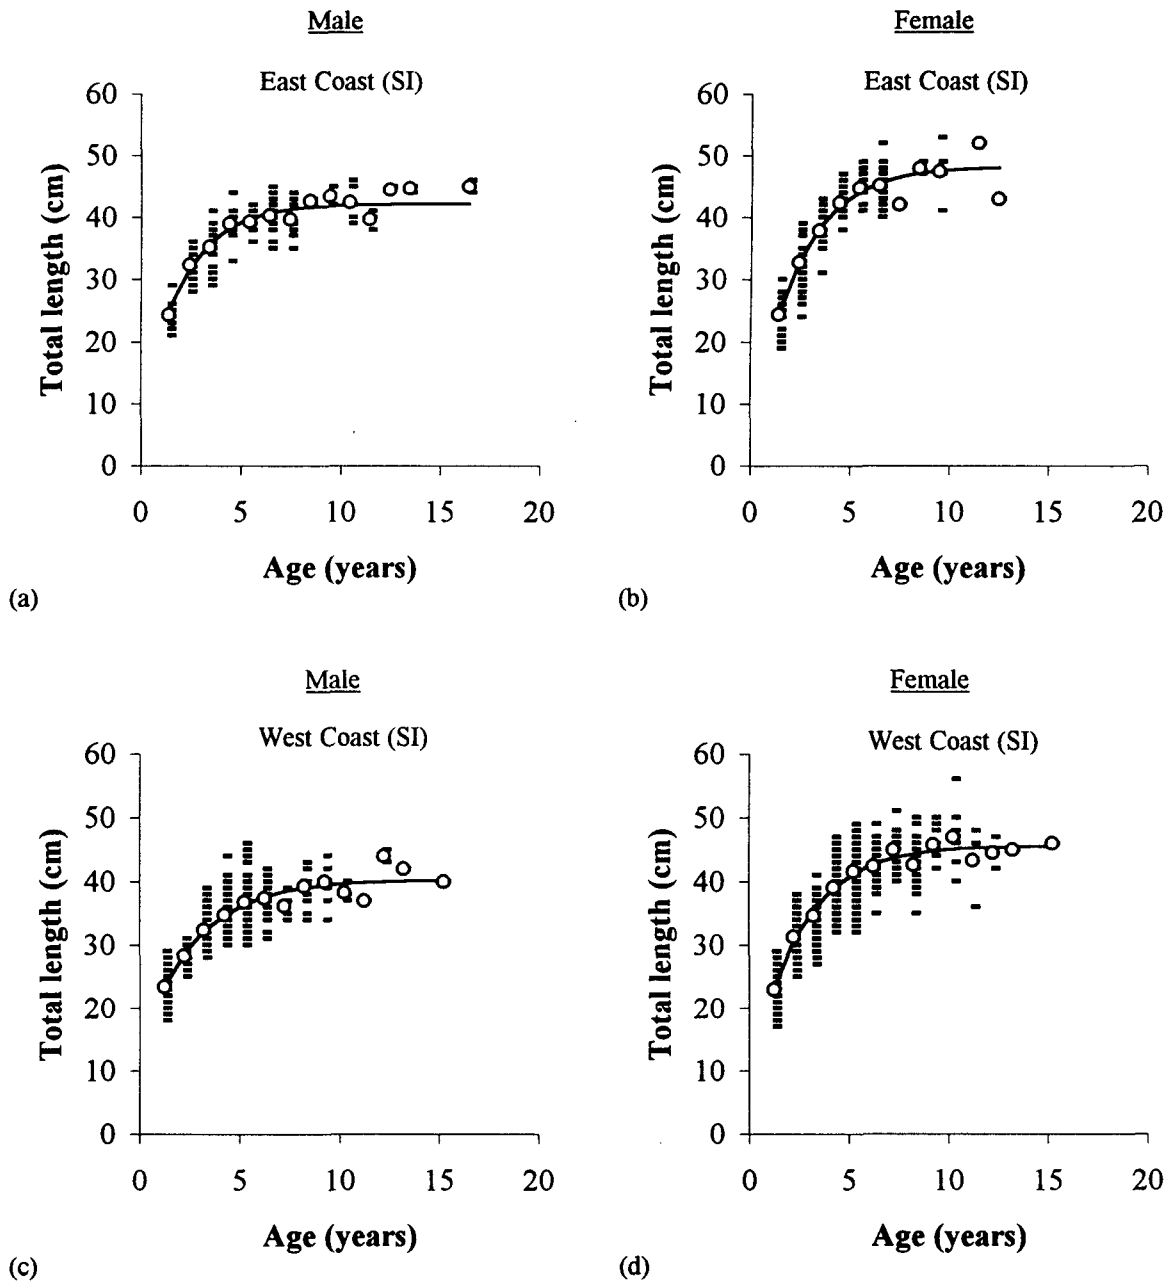 Male
Female
East Coast (SI)
East Coast (SI)
60
50
40
30
20
10
0
Total length (cm)
0 5 10 15 20
Age (years)
(a)
60
50
40
30
20
10
0
Total length (cm)
0 5 10 15 20
Age (years)
(b)
Male
Female
West Coast (SI)
West Coast (SI)
60
50
40
30
20
10
0
Total length (cm)
0 5 10 15 20
Age (years)
(c)
60
50
40
30
20
10
0
Total length (cm)
0 5 10 15 20
Age (years)
(d)